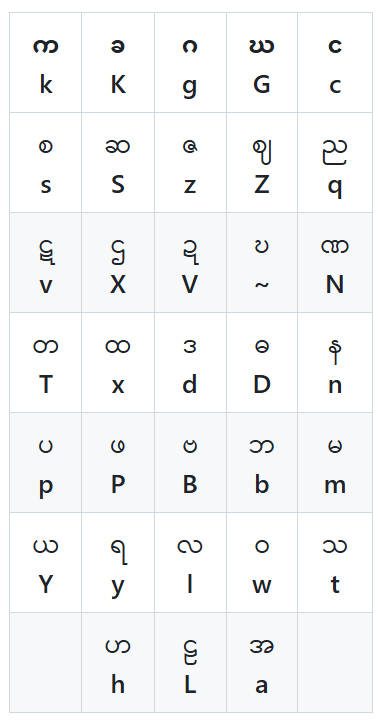 က ခ ဂ ဃ င
k K g G c
စ ဆ ဇ ဈ ည
s S z Z q
ဋ ဌ ဍ ဎ ဏ
v X V ~ N
တ ထ ဒ ဓ န
T x d D n
ပ ဖ ဗ ဘ မ
p P B b m
ယ ရ လ ဝ သ
Y y l w t
ဟ ဠ အ
h L a